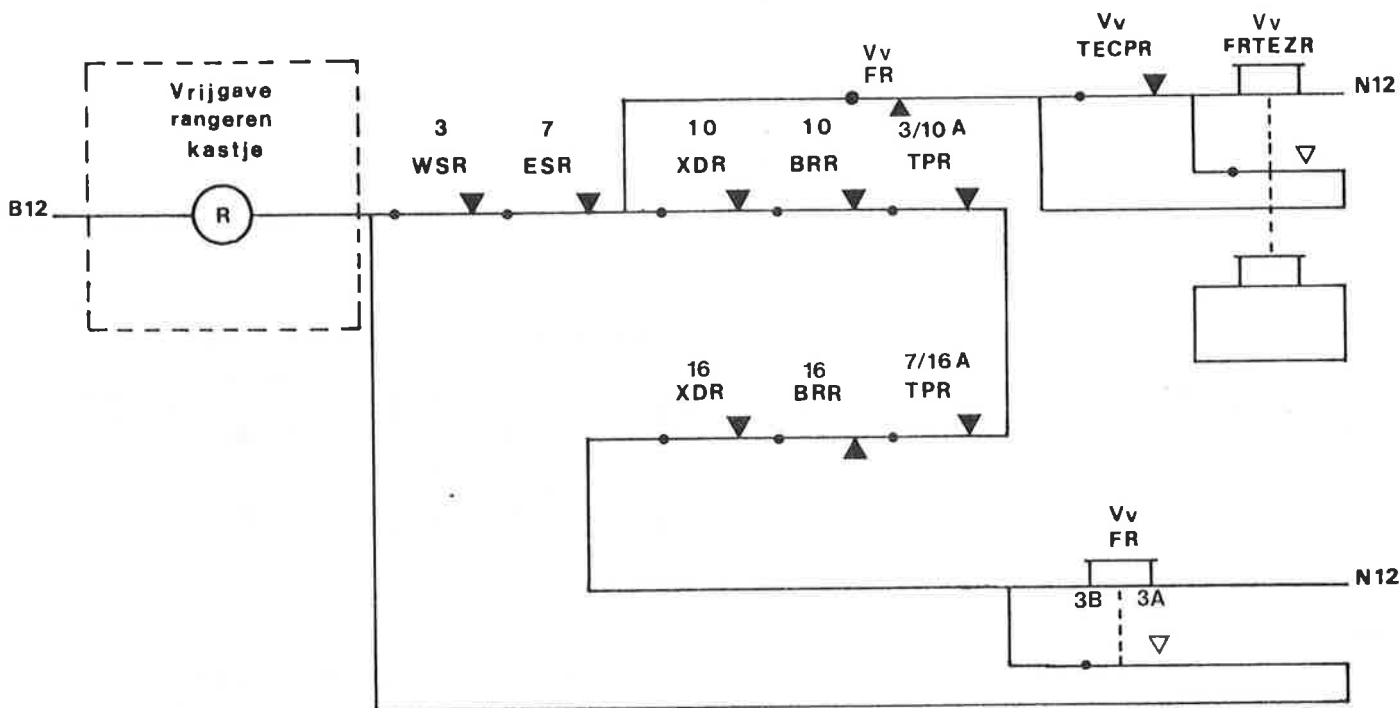 Vrijgave
rangeren
kastje
B12
R
3
WSR
7
ESR
10
XDR
10
BRR
3/10 A
TPR
Vv
FR
Vv
TECPR
Vv
FRTEZR
N12
16
XDR
16
BRR
7/16 A
TPR
Vv
FR
3B
3A
N12